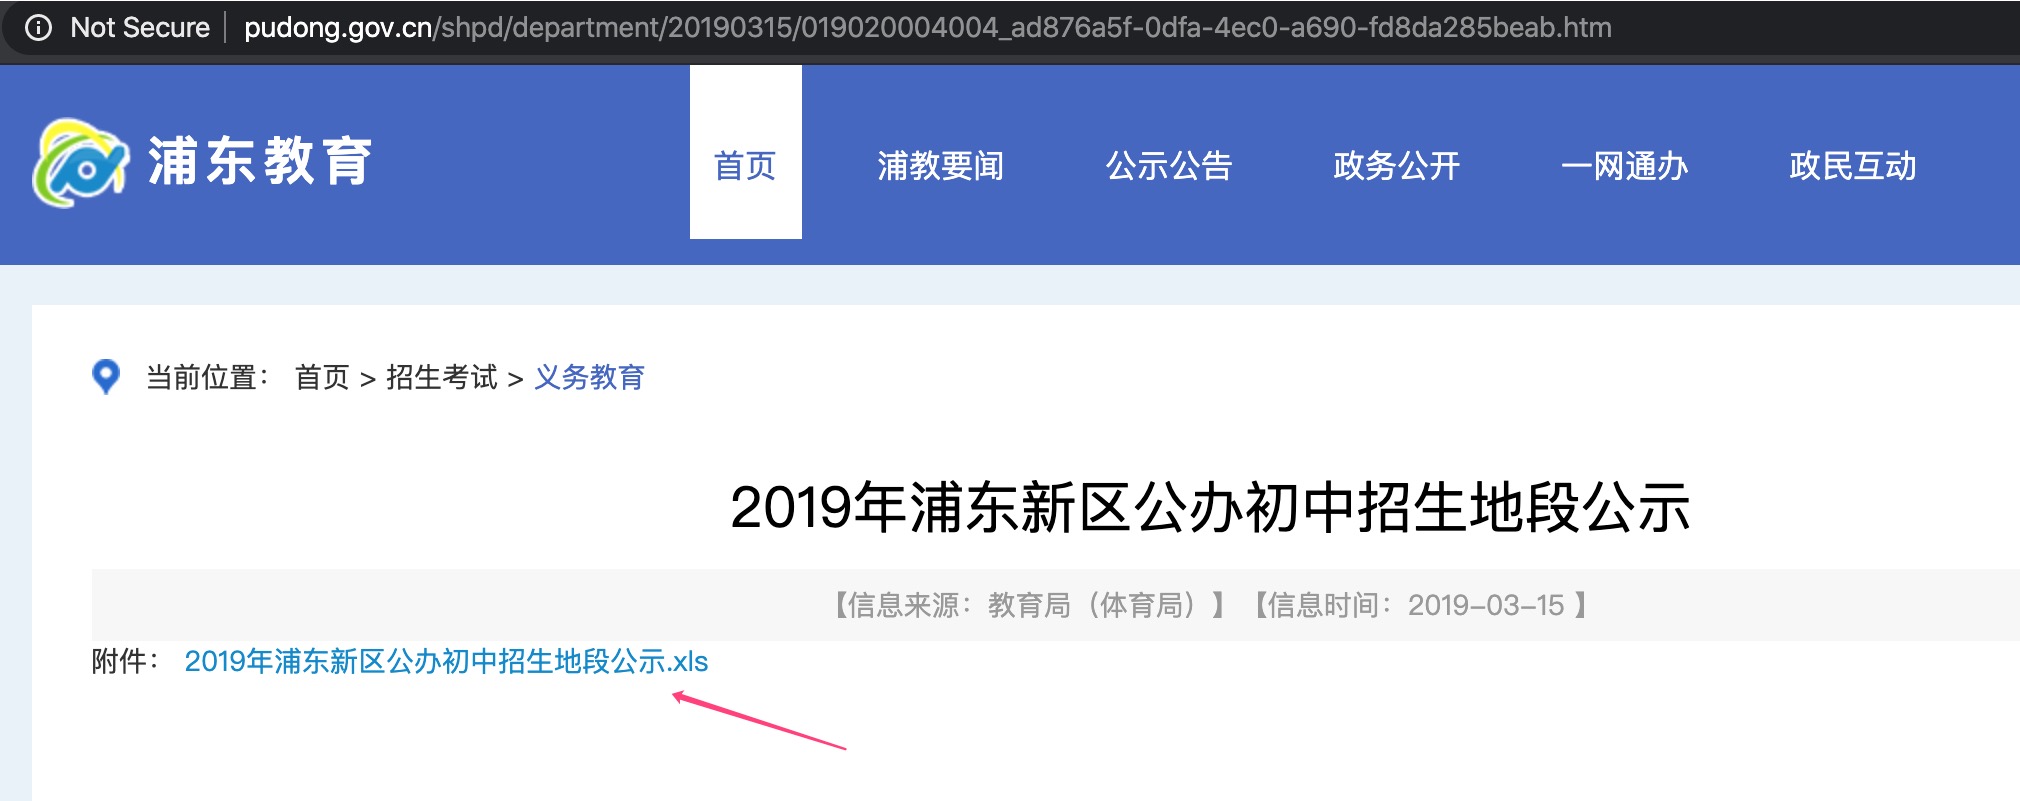 Not Secure | pudong.gov.cn/shpd/department/20190315/019020004004_ad876a5f-0dfa-4ec0-a690-fd8da285beab.htm
浦东教育 首页 浦教要闻 公示公告 政务公开 一网通办 政民互动
当前位置： 首页 > 招生考试 > 义务教育
2019年浦东新区公办初中招生地段公示
【信息来源：教育局（体育局）】【信息时间：2019-03-15 】
附件： 2019年浦东新区公办初中招生地段公示.xls